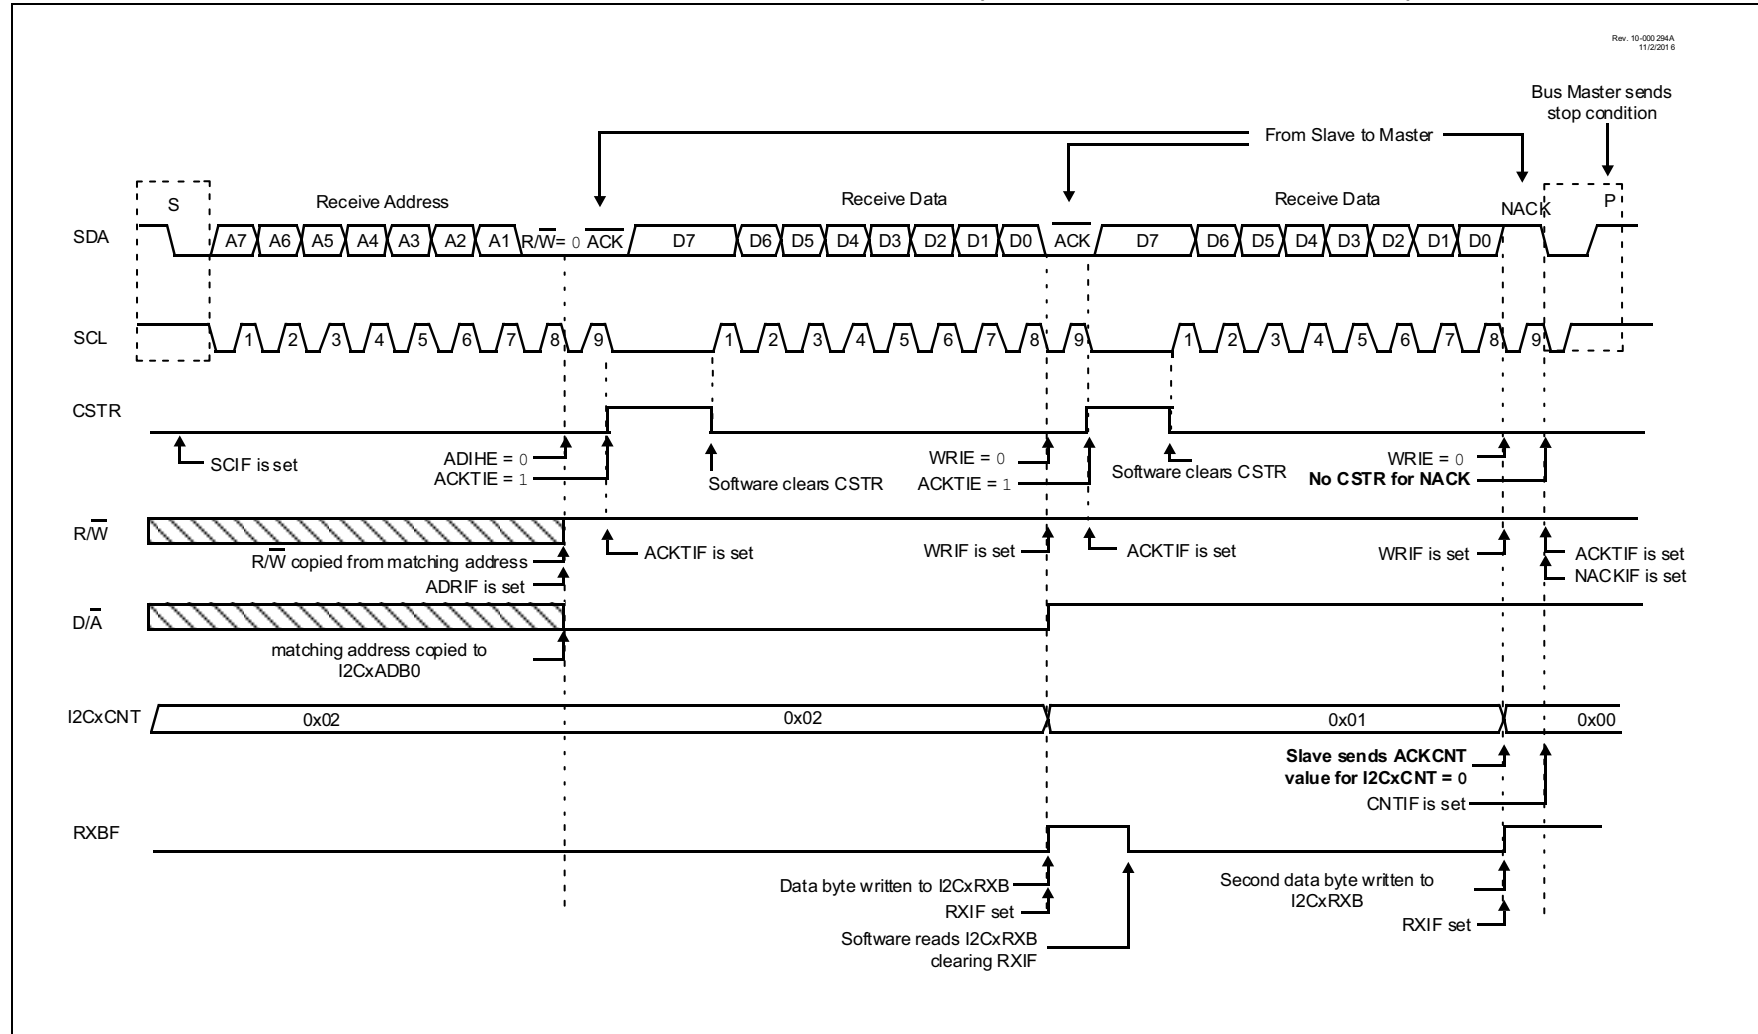 Rev. 10-000 294A
11/2/2016
Bus Master sends
stop condition
From Slave to Master
S
Receive Address
Receive Data
Receive Data
NACK
P
SDA
A7 A6 A5 A4 A3 A2 A1 R/W̅= 0 A̅C̅K̅ D7 D6 D5 D4 D3 D2 D1 D0 A̅C̅K̅ D7 D6 D5 D4 D3 D2 D1 D0
SCL
1 2 3 4 5 6 7 8 9 1 2 3 4 5 6 7 8 9 1 2 3 4 5 6 7 8 9
CSTR
SCIF is set
ADIHE = 0
ACKTIE = 1
Software clears CSTR
WRIE = 0
ACKTIE = 1
Software clears CSTR
WRIE = 0
No CSTR for NACK
R/W̅
R/W̅ copied from matching address
ADRIF is set
ACKTIF is set
WRIF is set
ACKTIF is set
WRIF is set
ACKTIF is set
NACKIF is set
D/A̅
matching address copied to
I2CxADB0
I2CxCNT
0x02
0x02
0x01
0x00
Slave sends ACKCNT
value for I2CxCNT = 0
CNTIF is set
RXBF
Data byte written to I2CxRXB
RXIF set
Software reads I2CxRXB
clearing RXIF
Second data byte written to
I2CxRXB
RXIF set